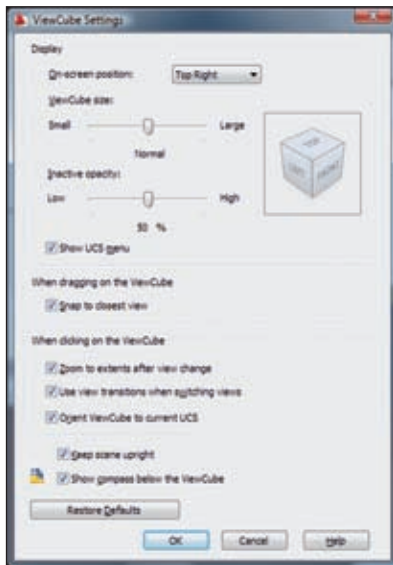 ViewCube Settings
Display
On-screen position: Top Right
ViewCube size:
Small Large
Normal
Inactive opacity:
Low High
50 %
Show UCS menu
TOP
LEFT FRONT
When dragging on the ViewCube
Snap to closest view
When clicking on the ViewCube
Zoom to extents after view change
Use view transitions when switching views
Orient ViewCube to current UCS
Keep scene upright
Show compass below the ViewCube
Restore Defaults
OK Cancel Help